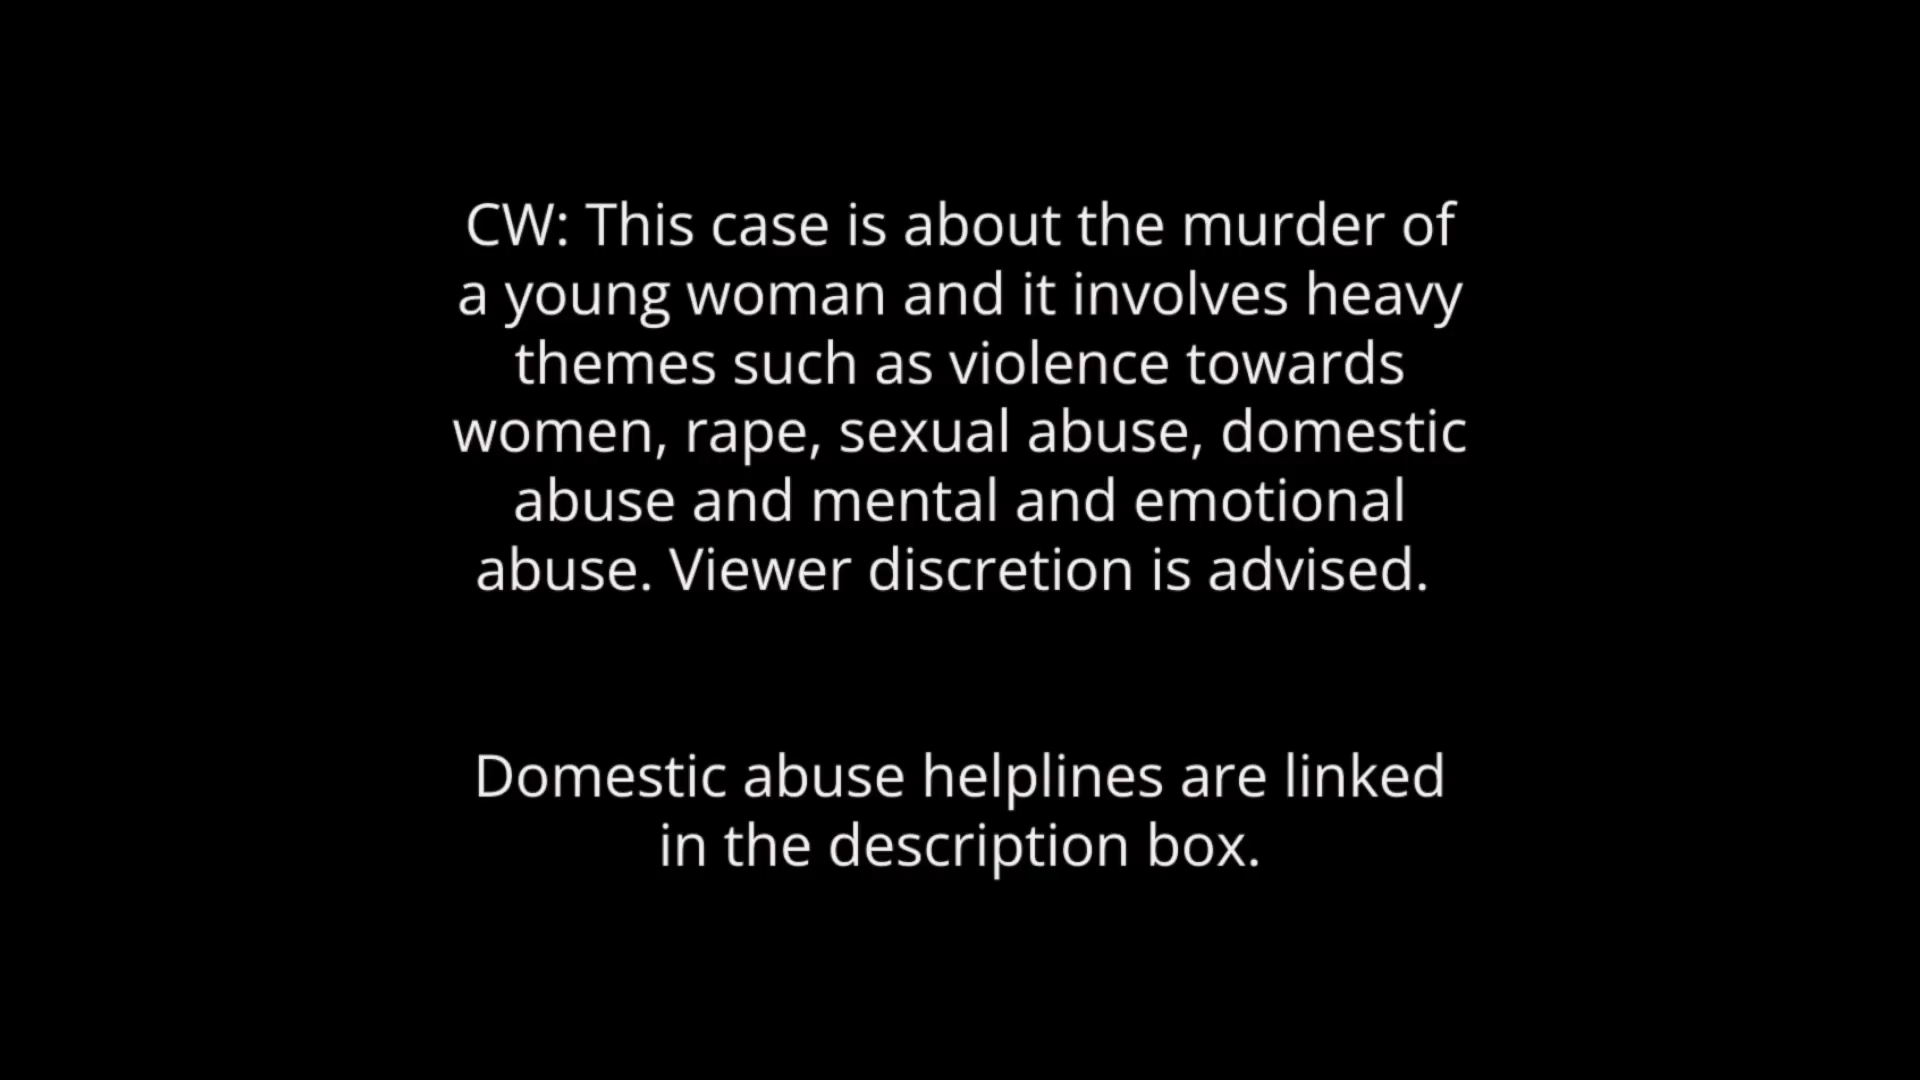 CW: This case is about the murder of
a young woman and it involves heavy
themes such as violence towards
women, rape, sexual abuse, domestic
abuse and mental and emotional
abuse. Viewer discretion is advised.
Domestic abuse helplines are linked
in the description box.